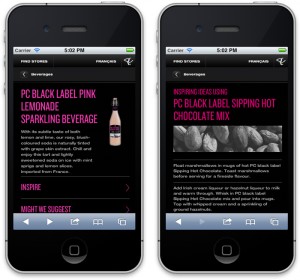 Carrier
5:02 PM
FIND STORES
FRANÇAIS
Beverages
PC BLACK LABEL PINK
LEMONADE
SPARKLING BEVERAGE
With its subtle taste of both
lemon and lime, our rosy, blush-
coloured soda is naturally tinted
with grape skin extract. Chill and
enjoy this tart and lightly
sweetened soda on ice with mint
sprigs and lemon slices.
Imported from France.
INSPIRE
MIGHT WE SUGGEST
Carrier
5:02 PM
FIND STORES
FRANÇAIS
Beverages
INSPIRING IDEAS USING
PC BLACK LABEL SIPPING HOT
CHOCOLATE MIX
Float marshmallows in mugs of hot PC black label
Sipping Hot Chocolate. Toast marshmallows
before serving for a fireside flavour.
Add Irish cream liqueur or hazelnut liqueur to milk
and warm through. Whisk in PC black label
Sipping Hot Chocolate mix and pour into mugs.
Top with whipped cream and a sprinkling of
ground hazelnuts.